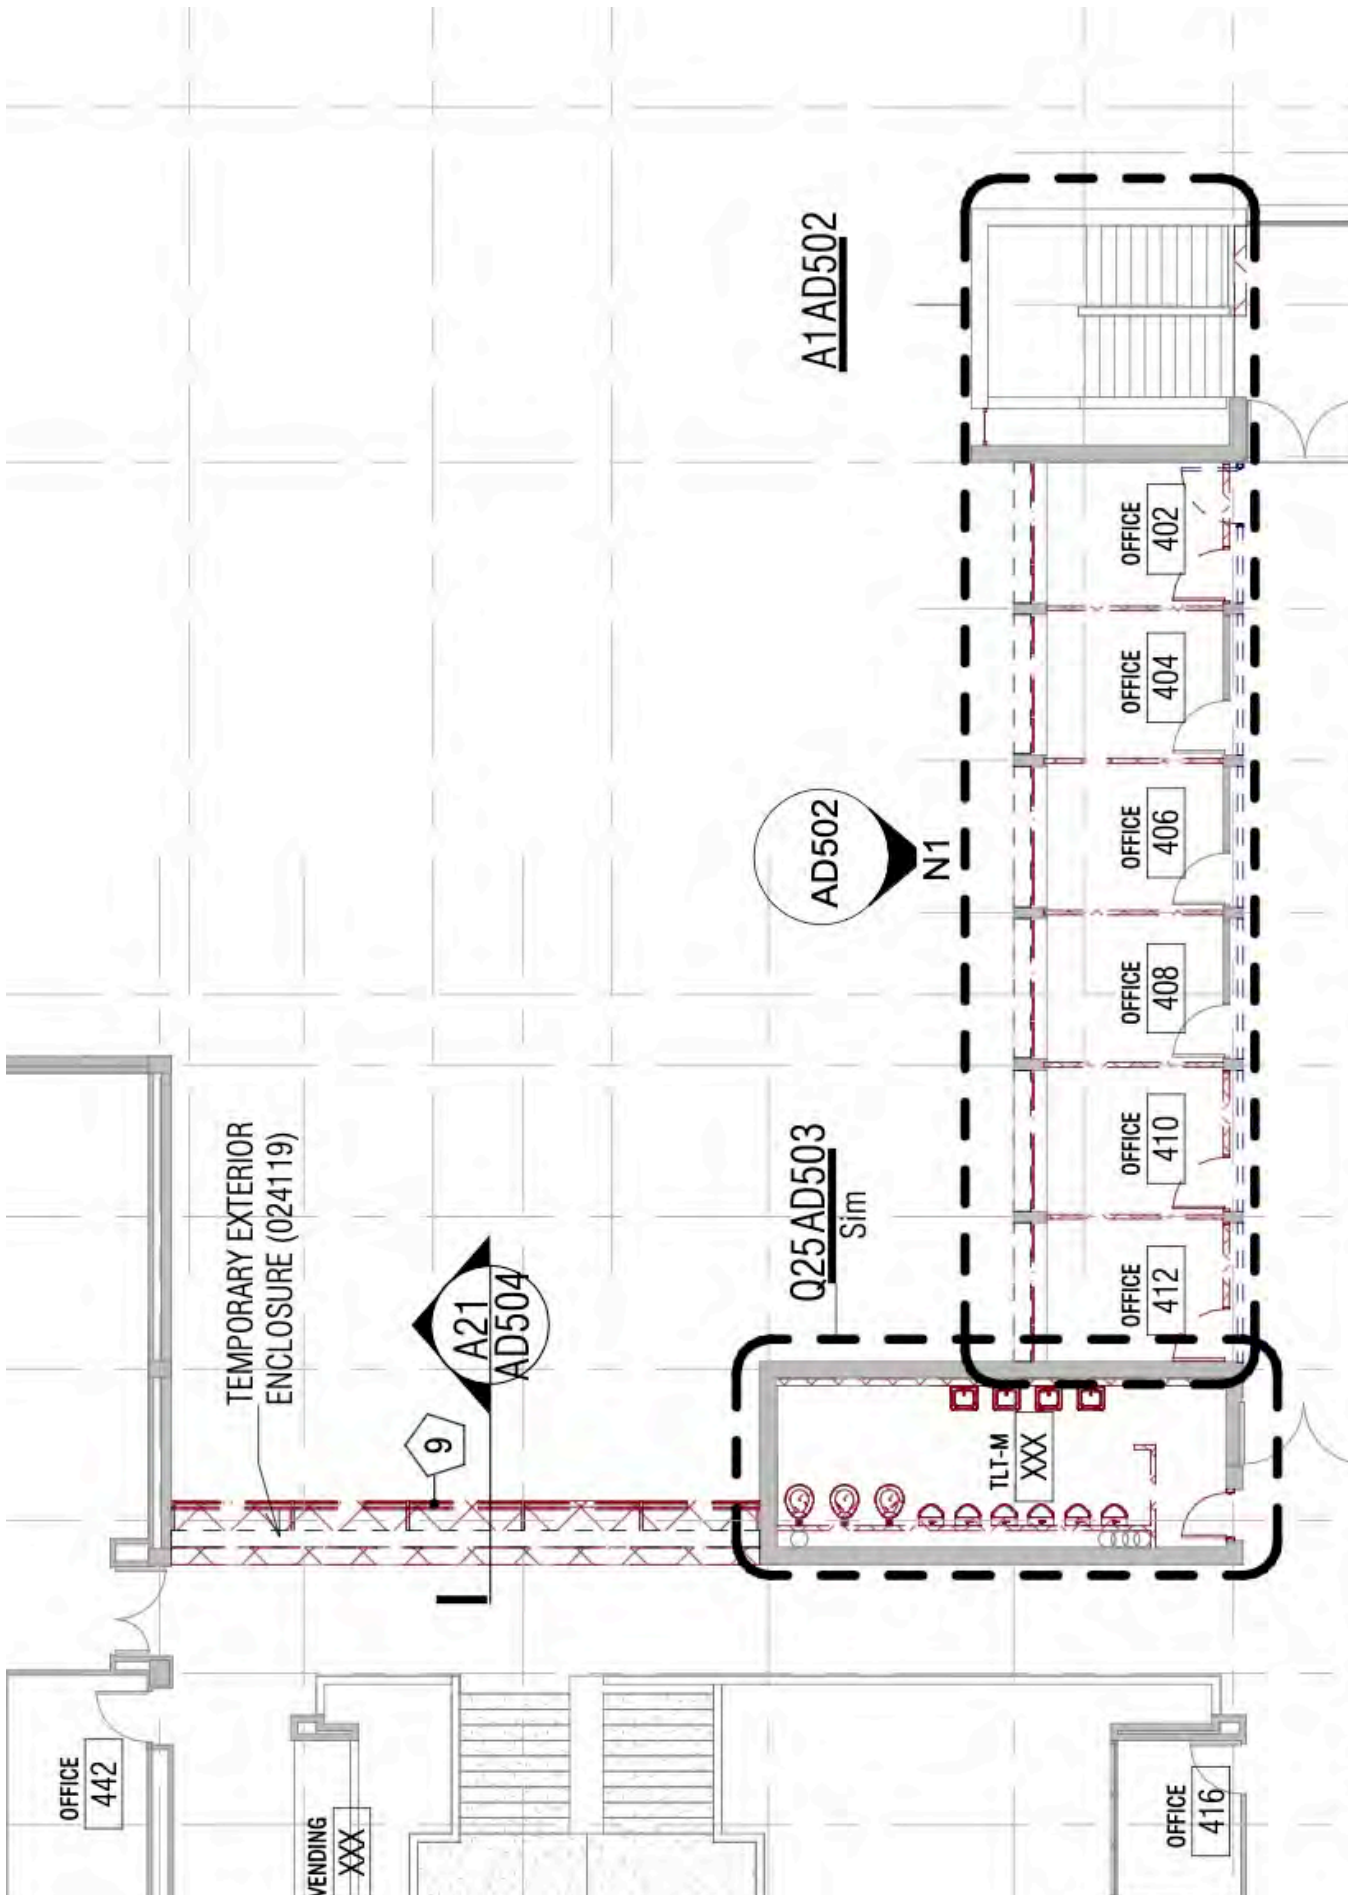 A1 AD502
OFFICE
402
OFFICE
404
OFFICE
406
AD502
N1
OFFICE
408
OFFICE
410
OFFICE
412
Q25 AD503
Sim
TEMPORARY EXTERIOR
ENCLOSURE (024119)
A21
AD504
9
TLT-M
XXX
OFFICE
442
VENDING
XXX
OFFICE
416